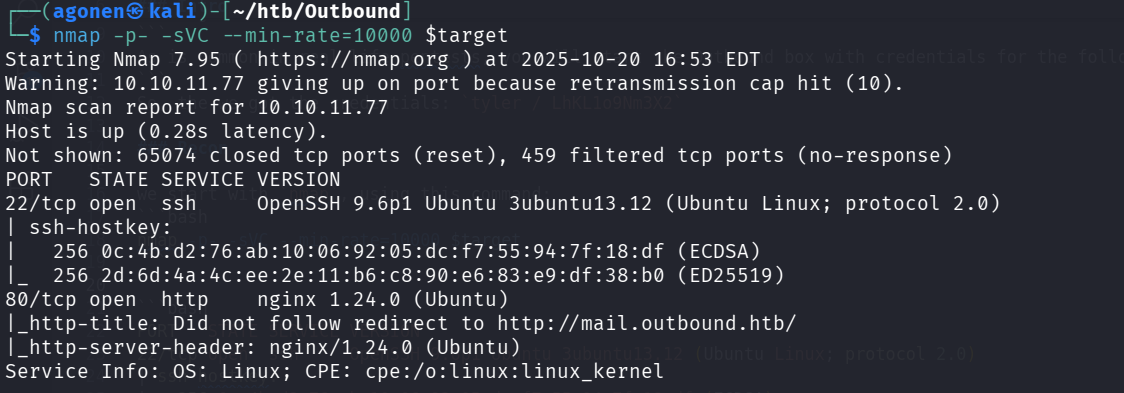 ┌──(agonen㉿kali)-[~/htb/Outbound]
└─$ nmap -p- -sVC --min-rate=10000 $target
Starting Nmap 7.95 ( https://nmap.org ) at 2025-10-20 16:53 EDT
Warning: 10.10.11.77 giving up on port because retransmission cap hit (10).
Nmap scan report for 10.10.11.77
Host is up (0.28s latency).
Not shown: 65074 closed tcp ports (reset), 459 filtered tcp ports (no-response)
PORT   STATE SERVICE VERSION
22/tcp open  ssh     OpenSSH 9.6p1 Ubuntu 3ubuntu13.12 (Ubuntu Linux; protocol 2.0)
| ssh-hostkey:
|   256 0c:4b:d2:76:ab:10:06:92:05:dc:f7:55:94:7f:18:df (ECDSA)
|_  256 2d:6d:4a:4c:ee:2e:11:b6:c8:90:e6:83:e9:df:38:b0 (ED25519)
80/tcp open  http    nginx 1.24.0 (Ubuntu)
|_http-title: Did not follow redirect to http://mail.outbound.htb/
|_http-server-header: nginx/1.24.0 (Ubuntu)
Service Info: OS: Linux; CPE: cpe:/o:linux:linux_kernel